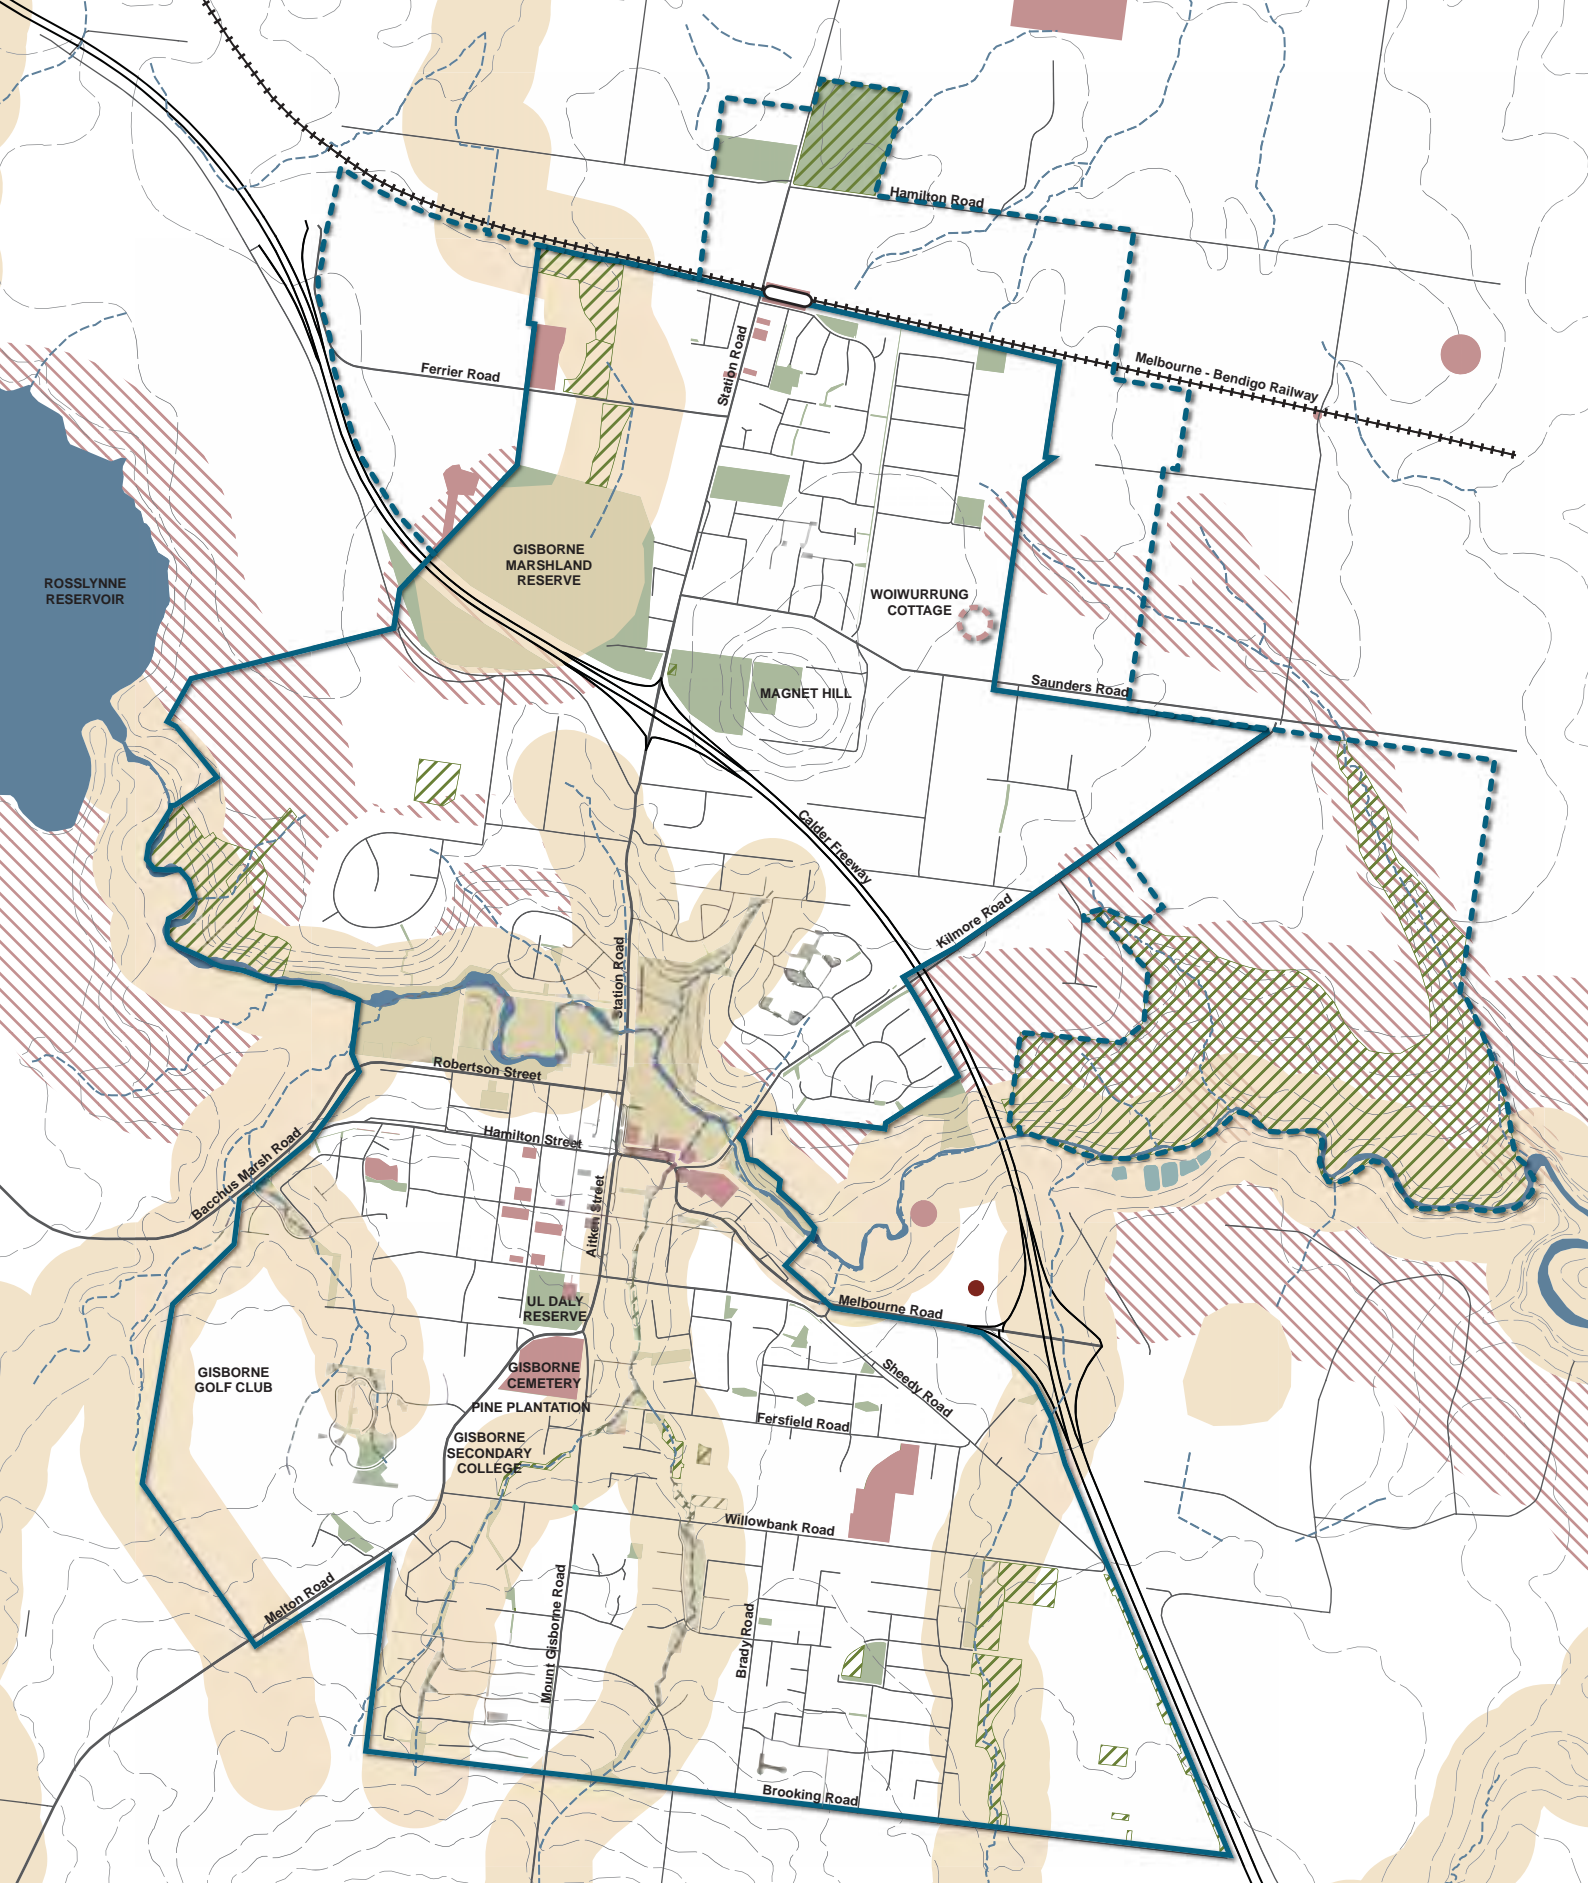 Hamilton Road
Melbourne - Bendigo Railway
Station Road
Ferrier Road
GISBORNE
MARSHLAND
RESERVE
ROSSLYNNE
RESERVOIR
WOIWURRUNG
COTTAGE
Saunders Road
MAGNET HILL
Calder Freeway
Kilmore Road
Station Road
Robertson Street
Hamilton Street
Bacchus Marsh Road
Aitken Street
UL DALY
RESERVE
Melbourne Road
GISBORNE
GOLF CLUB
GISBORNE
CEMETERY
Sheedy Road
PINE PLANTATION
Fersfield Road
GISBORNE
SECONDARY
COLLEGE
Willowbank Road
Melton Road
Mount Gisborne Road
Brady Road
Brooking Road